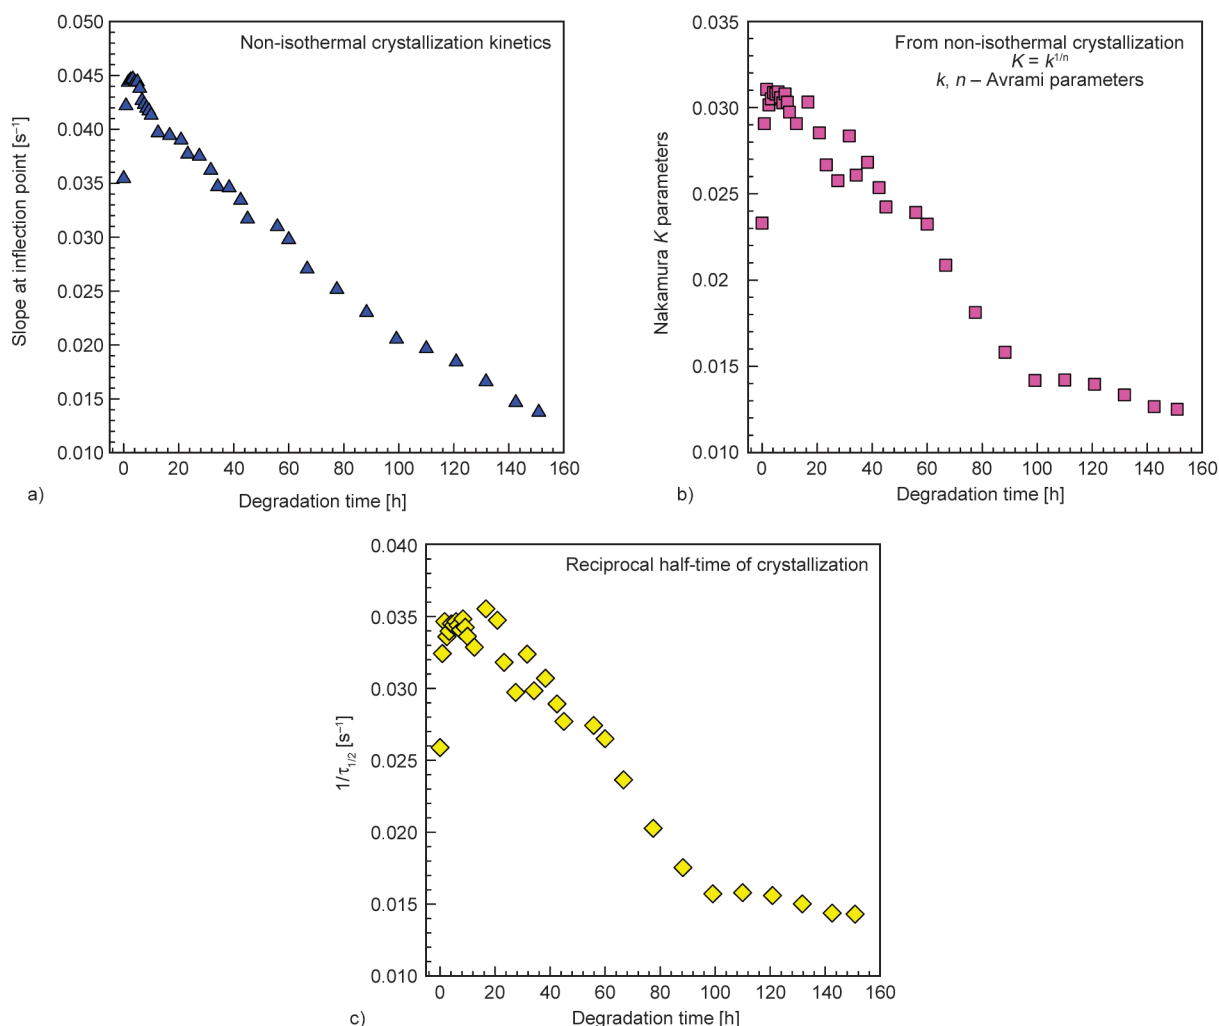 0.050
0.045
0.040
0.035
0.030
0.025
0.020
0.015
0.010
Slope at inflection point [s⁻¹]
Non-isothermal crystallization kinetics
0 20 40 60 80 100 120 140 160
Degradation time [h]
a)
0.035
0.030
0.025
0.020
0.015
0.010
Nakamura K parameters
From non-isothermal crystallization
K = k^1/n
k, n – Avrami parameters
0 20 40 60 80 100 120 140 160
Degradation time [h]
b)
0.040
0.035
0.030
0.025
0.020
0.015
0.010
1/τ1/2 [s⁻¹]
Reciprocal half-time of crystallization
0 20 40 60 80 100 120 140 160
Degradation time [h]
c)